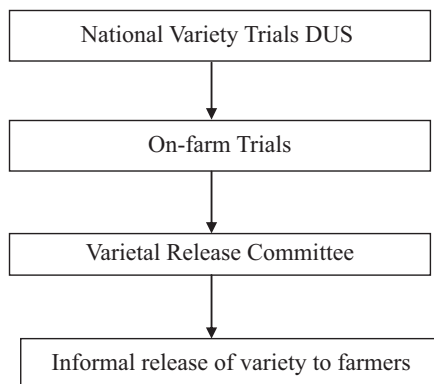 National Variety Trials DUS
On-farm Trials
Varietal Release Committee
Informal release of variety to farmers